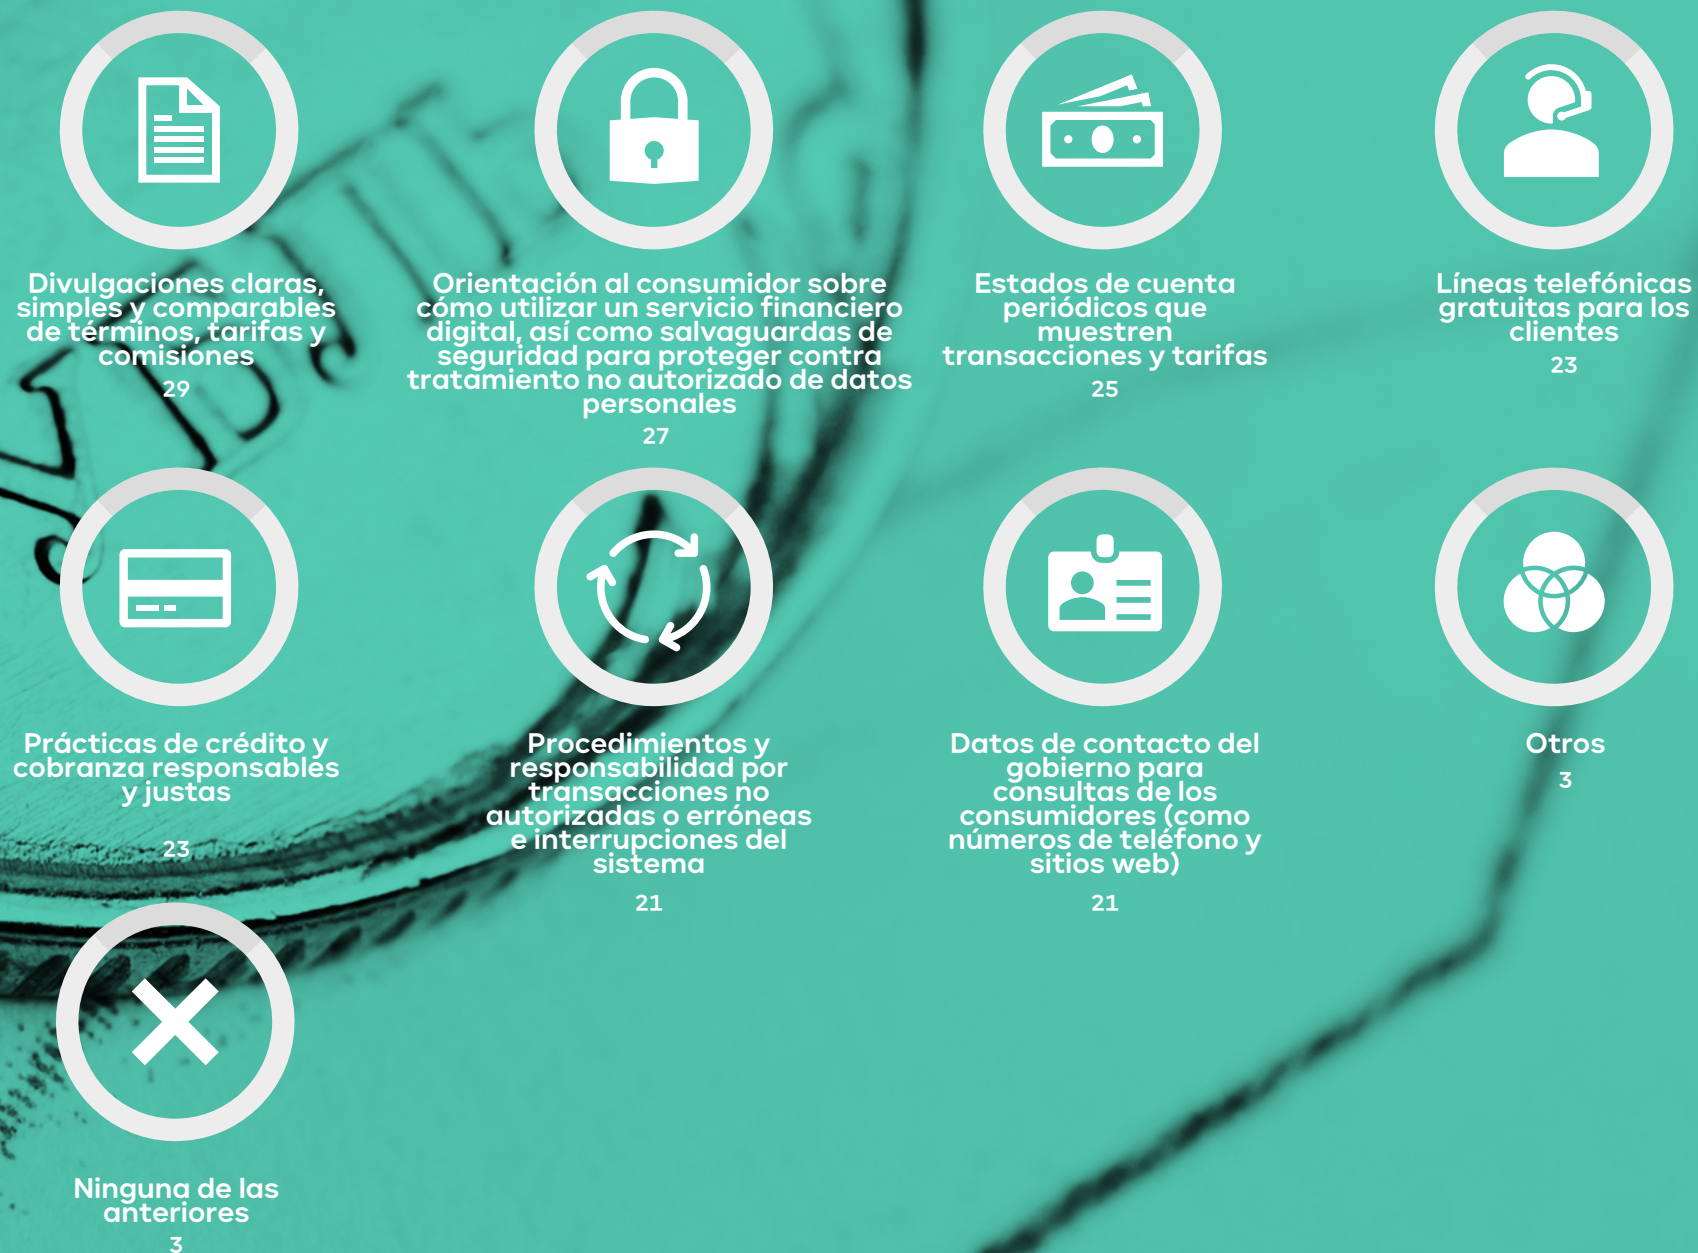 Divulgaciones claras,
simples y comparables
de términos, tarifas y
comisiones
29
Orientación al consumidor sobre
cómo utilizar un servicio financiero
digital, así como salvaguardas de
seguridad para proteger contra
tratamiento no autorizado de datos
personales
27
Estados de cuenta
periódicos que
muestren
transacciones y tarifas
25
Líneas telefónicas
gratuitas para los
clientes
23
Prácticas de crédito y
cobranza responsables
y justas
23
Procedimientos y
responsabilidad por
transacciones no
autorizadas o erróneas
e interrupciones del
sistema
21
Datos de contacto del
gobierno para
consultas de los
consumidores (como
números de teléfono y
sitios web)
21
Otros
3
Ninguna de las
anteriores
3